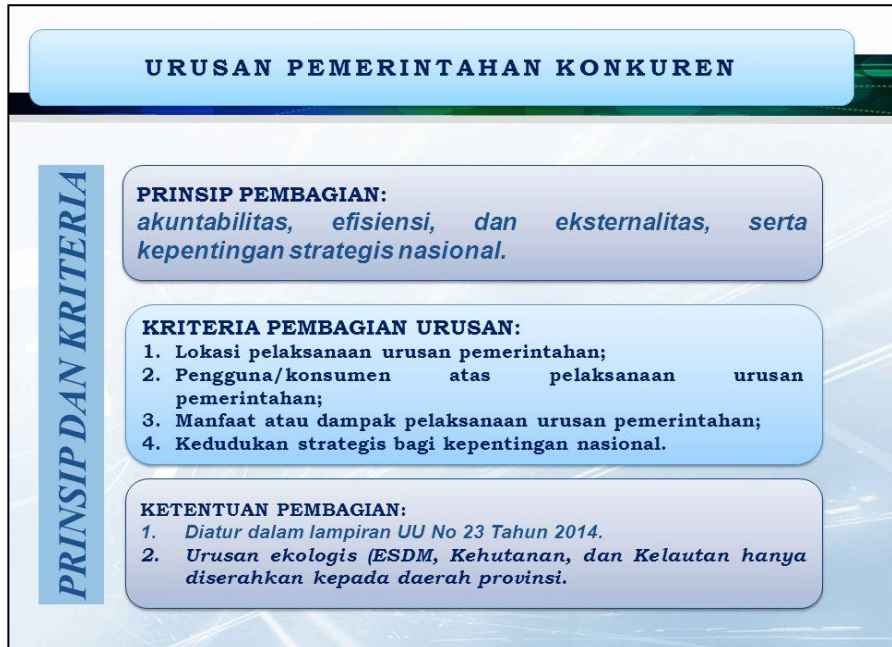 URUSAN PEMERINTAHAN KONKUREN
PRINSIP DAN KRITERIA
PRINSIP PEMBAGIAN:
akuntabilitas, efisiensi, dan eksternalitas, serta
kepentingan strategis nasional.
KRITERIA PEMBAGIAN URUSAN:
1. Lokasi pelaksanaan urusan pemerintahan;
2. Pengguna/konsumen atas pelaksanaan urusan
pemerintahan;
3. Manfaat atau dampak pelaksanaan urusan pemerintahan;
4. Kedudukan strategis bagi kepentingan nasional.
KETENTUAN PEMBAGIAN:
1. Diatur dalam lampiran UU No 23 Tahun 2014.
2. Urusan ekologis (ESDM, Kehutanan, dan Kelautan hanya
diserahkan kepada daerah provinsi.